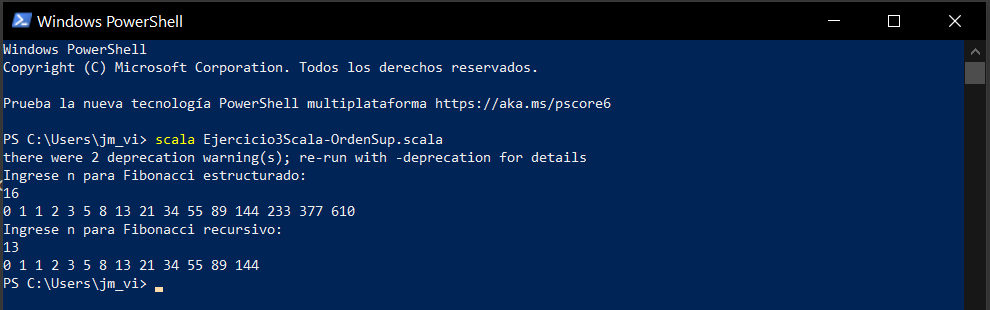 Windows PowerShell
Windows PowerShell
Copyright (C) Microsoft Corporation. Todos los derechos reservados.
Prueba la nueva tecnología PowerShell multiplataforma https://aka.ms/pscore6
PS C:\Users\jm_vi> scala Ejercicio3Scala-OrdenSup.scala
there were 2 deprecation warning(s); re-run with -deprecation for details
Ingrese n para Fibonacci estructurado:
16
0 1 1 2 3 5 8 13 21 34 55 89 144 233 377 610
Ingrese n para Fibonacci recursivo:
13
0 1 1 2 3 5 8 13 21 34 55 89 144
PS C:\Users\jm_vi>